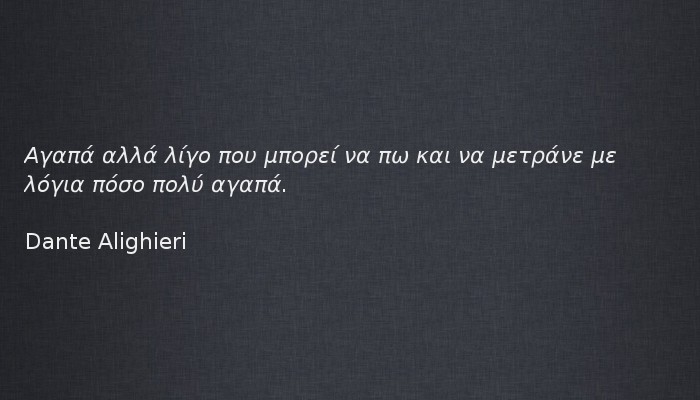 Αγαπά αλλά λίγο που μπορεί να πω και να μετράνε με
λόγια πόσο πολύ αγαπά.
Dante Alighieri